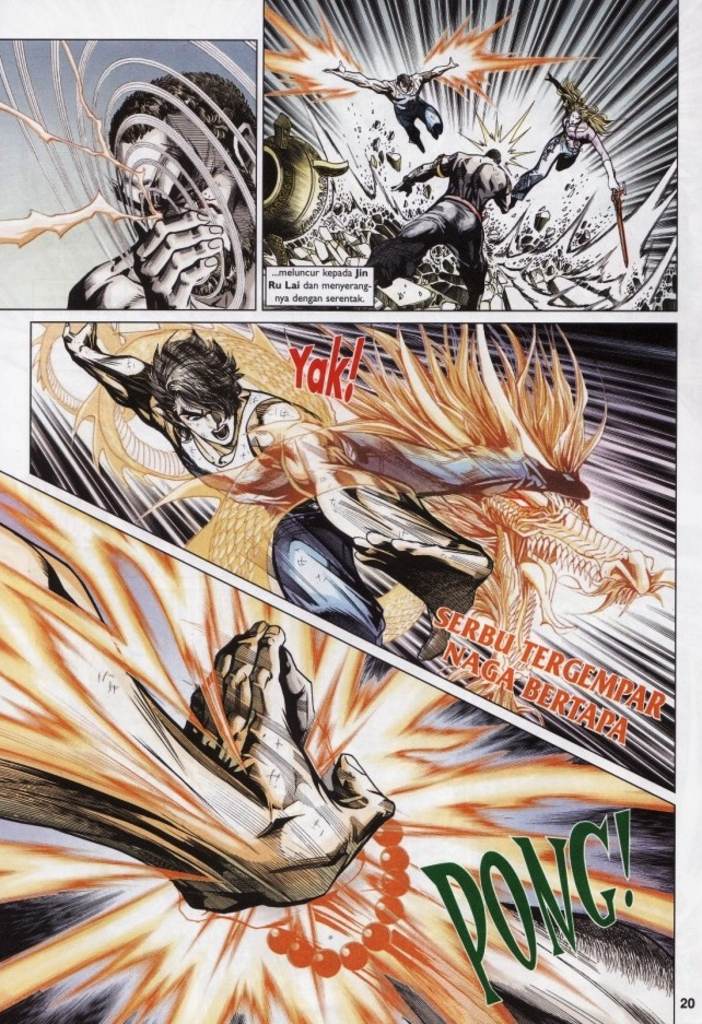 ...meluncur kepada Jin
Ru Lai dan menyerang-
nya dengan serentak.
Yak!
SERBU TERGEMPAR
NAGA BERTAPA
PONG!
20